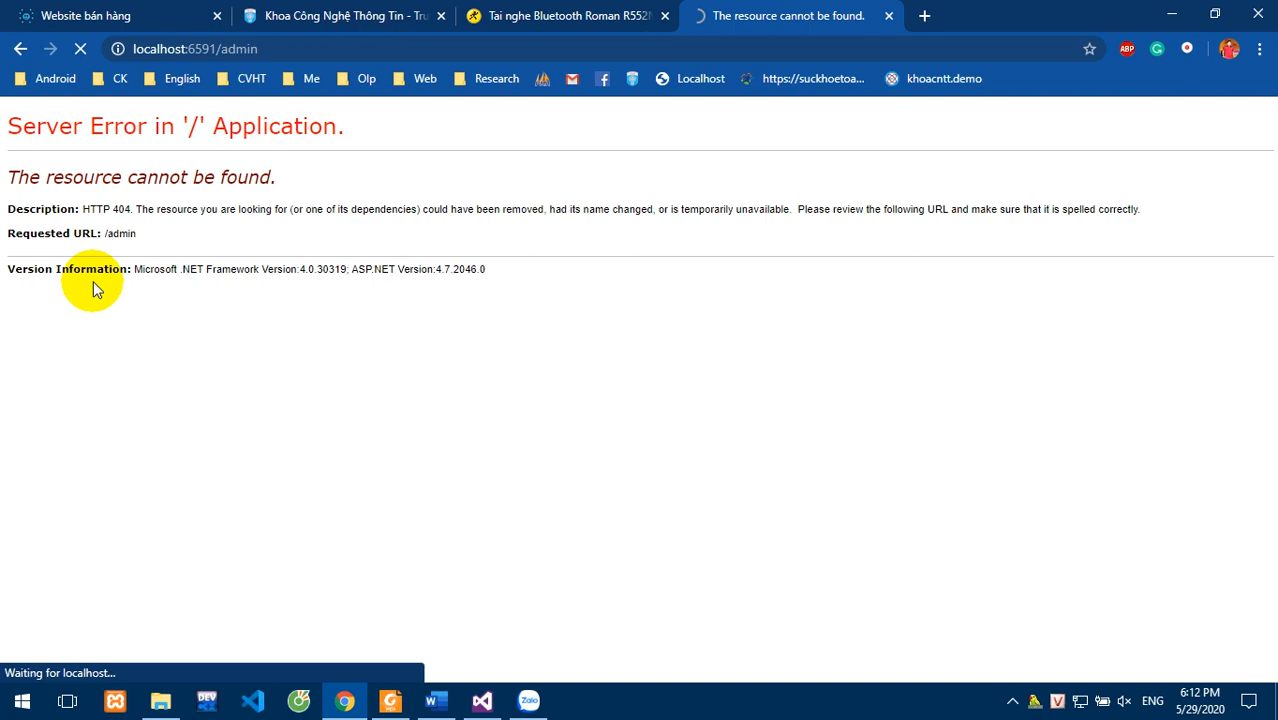 Website bán hàng
Khoa Công Nghệ Thông Tin - Trư
Tai nghe Bluetooth Roman R552N
The resource cannot be found.
localhost:6591/admin
ABP
Android
CK
English
CVHT
Me
Olp
Web
Research
Localhost
https://suckhoetoa...
khoacntt.demo
Server Error in '/' Application.
The resource cannot be found.
Description: HTTP 404. The resource you are looking for (or one of its dependencies) could have been removed, had its name changed, or is temporarily unavailable.  Please review the following URL and make sure that it is spelled correctly.
Requested URL: /admin
Version Information: Microsoft .NET Framework Version:4.0.30319; ASP.NET Version:4.7.2046.0
Waiting for localhost...
DEV
Zalo
V
ENG
6:12 PM
5/29/2020